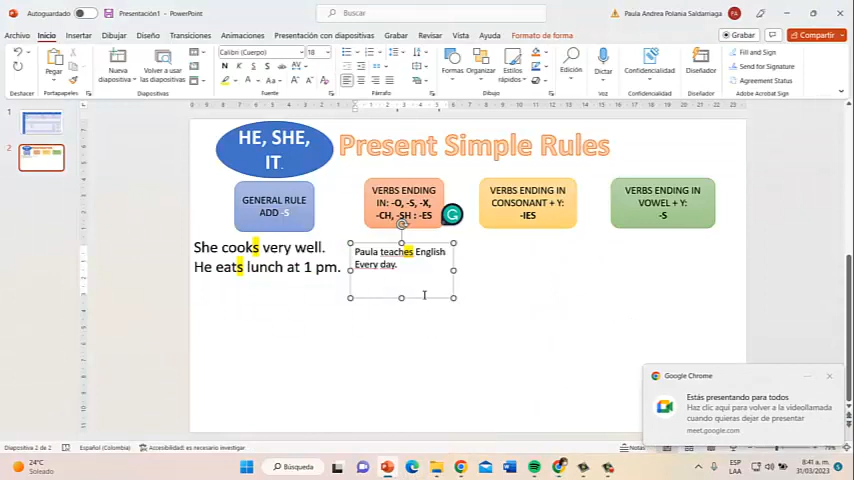 Autoguardado
Presentación1 - PowerPoint
Buscar
Paula Andrea Polania Saldarriaga
PA
Archivo Inicio Insertar Dibujar Diseño Transiciones Animaciones Presentación con diapositivas Grabar Revisar Vista Ayuda Acrobat Formato de forma
Grabar
Compartir
Pegar
Nueva diapositiva
Volver a usar las diapositivas
Calibri (Cuerpo) 18
N K S
Formas
Organizar
Estilos rápidos
Edición
Dictar
Confidencialidad
Diseñador
Fill and Sign
Send for Signature
Agreement Status
Deshacer
Portapapeles
Diapositivas
Fuente
Párrafo
Dibujo
Voz
Confidencialidad
Diseñador
Adobe Acrobat Sign
1
2
HE, SHE, IT.
Present Simple Rules
GENERAL RULE
ADD -S
VERBS ENDING
IN: -O, -S, -X,
-CH, -SH : -ES
VERBS ENDING IN
CONSONANT + Y:
-IES
VERBS ENDING IN
VOWEL + Y:
-S
She cooks very well.
He eats lunch at 1 pm.
Paula teaches English
Every day.
Google Chrome
Estás presentando para todos
Haz clic aquí para volver a la videollamada
cuando quieras dejar de presentar
meet.google.com
Diapositiva 2 de 2
Español (Colombia)
Accesibilidad: es necesario investigar
Notas
79%
24°C
Soleado
Búsqueda
ESP
LAA
8:41 a. m.
31/03/2023